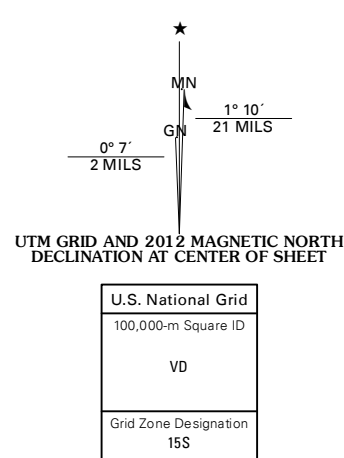 ★
MN
GN
1° 10´
21 MILS
0° 7´
2 MILS
UTM GRID AND 2012 MAGNETIC NORTH
DECLINATION AT CENTER OF SHEET
U.S. National Grid
100,000-m Square ID
VD
Grid Zone Designation
15S